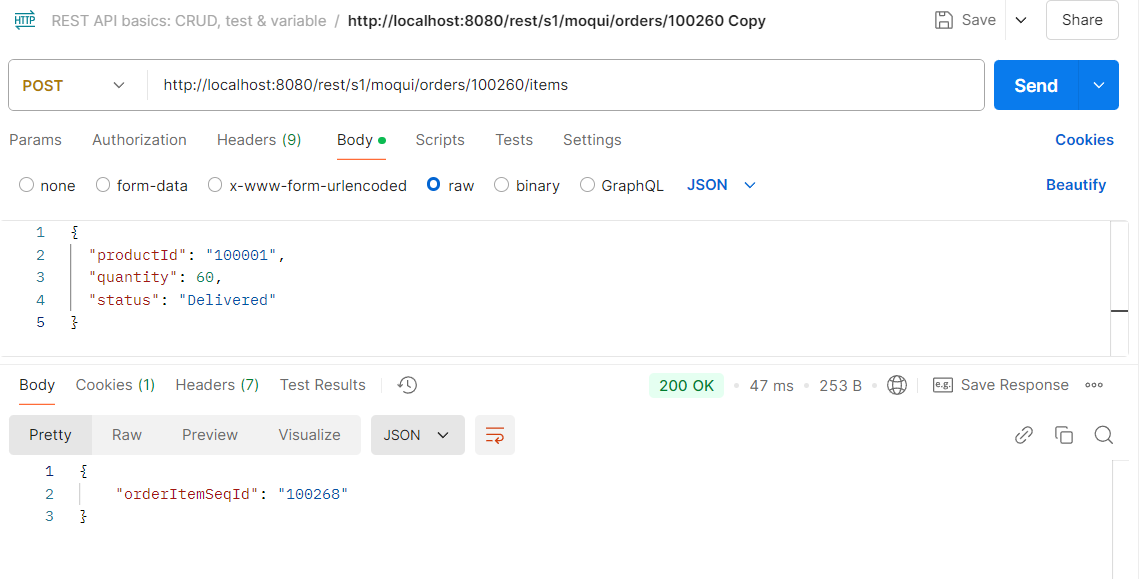 HTTP REST API basics: CRUD, test & variable / http://localhost:8080/rest/s1/moqui/orders/100260 Copy Save Share
POST http://localhost:8080/rest/s1/moqui/orders/100260/items Send
Params Authorization Headers (9) Body Scripts Tests Settings Cookies
none form-data x-www-form-urlencoded raw binary GraphQL JSON Beautify
1 {
2 "productId": "100001",
3 "quantity": 60,
4 "status": "Delivered"
5 }
Body Cookies (1) Headers (7) Test Results 200 OK 47 ms 253 B e.g. Save Response
Pretty Raw Preview Visualize JSON
1 {
2 "orderItemSeqId": "100268"
3 }